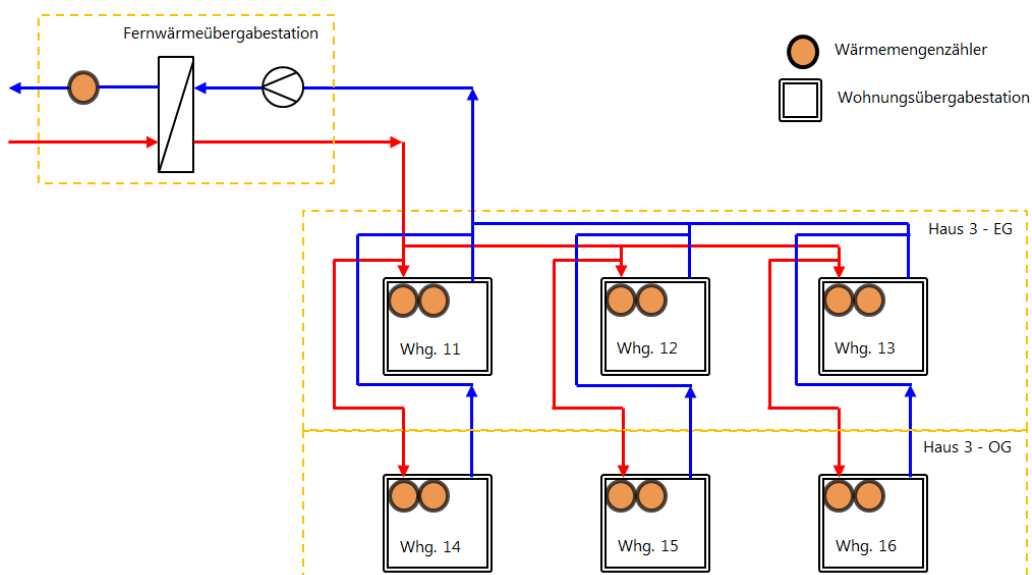 Fernwärmeübergabestation
Wärmemengenzähler
Wohnungsübergabestation
Haus 3 - EG
Whg. 11
Whg. 12
Whg. 13
Haus 3 - OG
Whg. 14
Whg. 15
Whg. 16